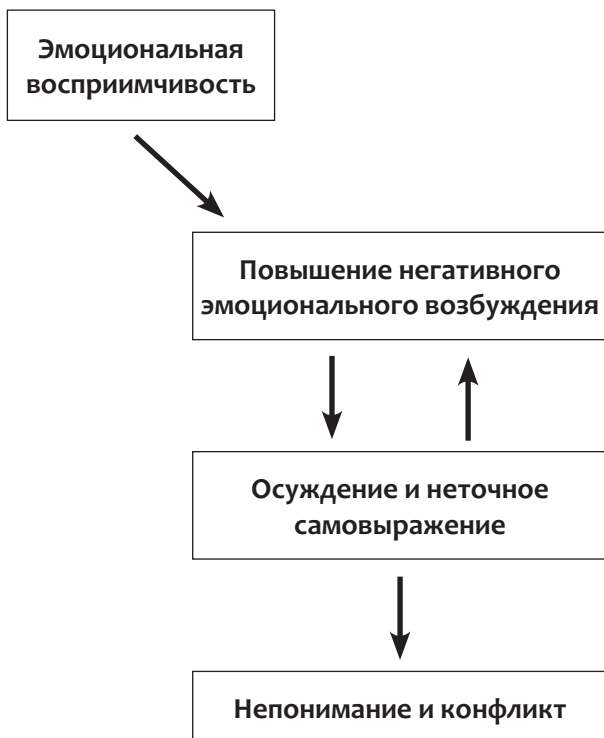 Эмоциональная
восприимчивость
Повышение негативного
эмоционального возбуждения
Осуждение и неточное
самовыражение
Непонимание и конфликт